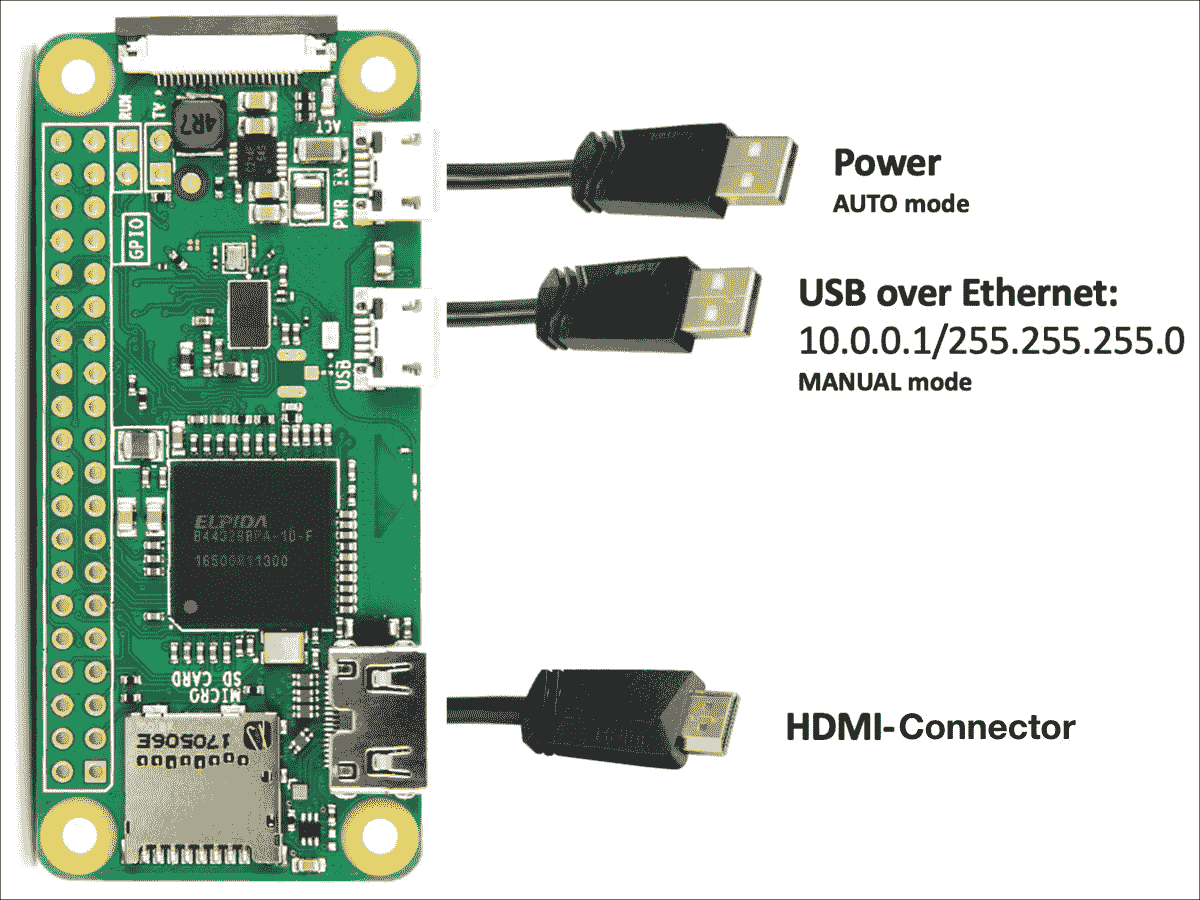 RUN
TV
4R7
ACT
PWR IN
GPIO
Power
AUTO mode
USB over Ethernet:
10.0.0.1/255.255.255.0
MANUAL mode
USB
ELPIDA
MICRO
SD CARD
170506E
HDMI-Connector